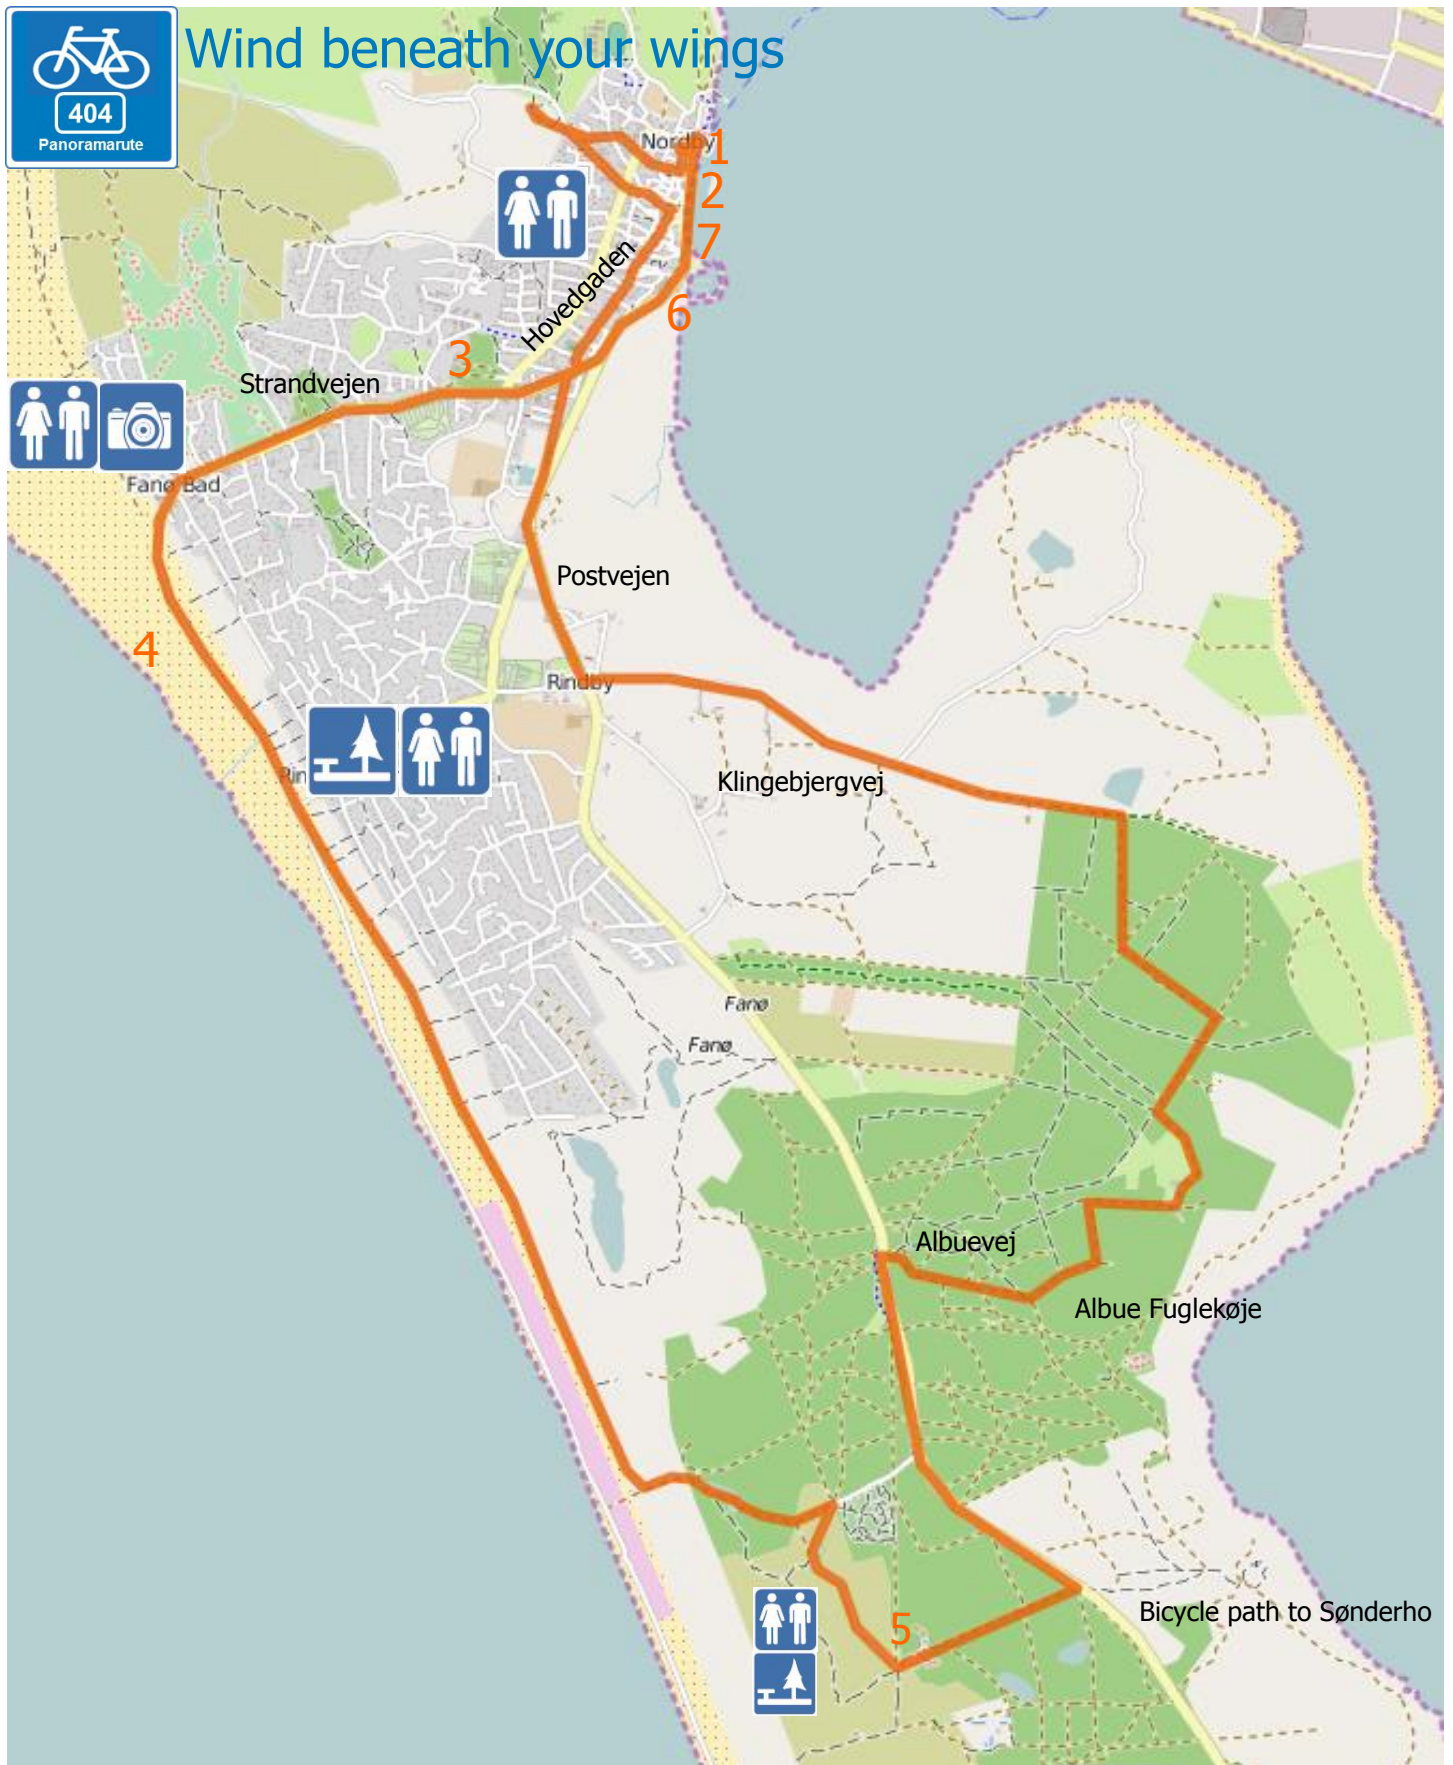 Wind beneath your wings
404
Panoramarute
Nordby
1
2
7
6
Hovedgaden
3
Strandvejen
Fanø Bad
4
Postvejen
Rindby
Rin
Klingebjergvej
Fanø
Fanø
Albuevej
Albue Fuglekøje
Bicycle path to Sønderho
5